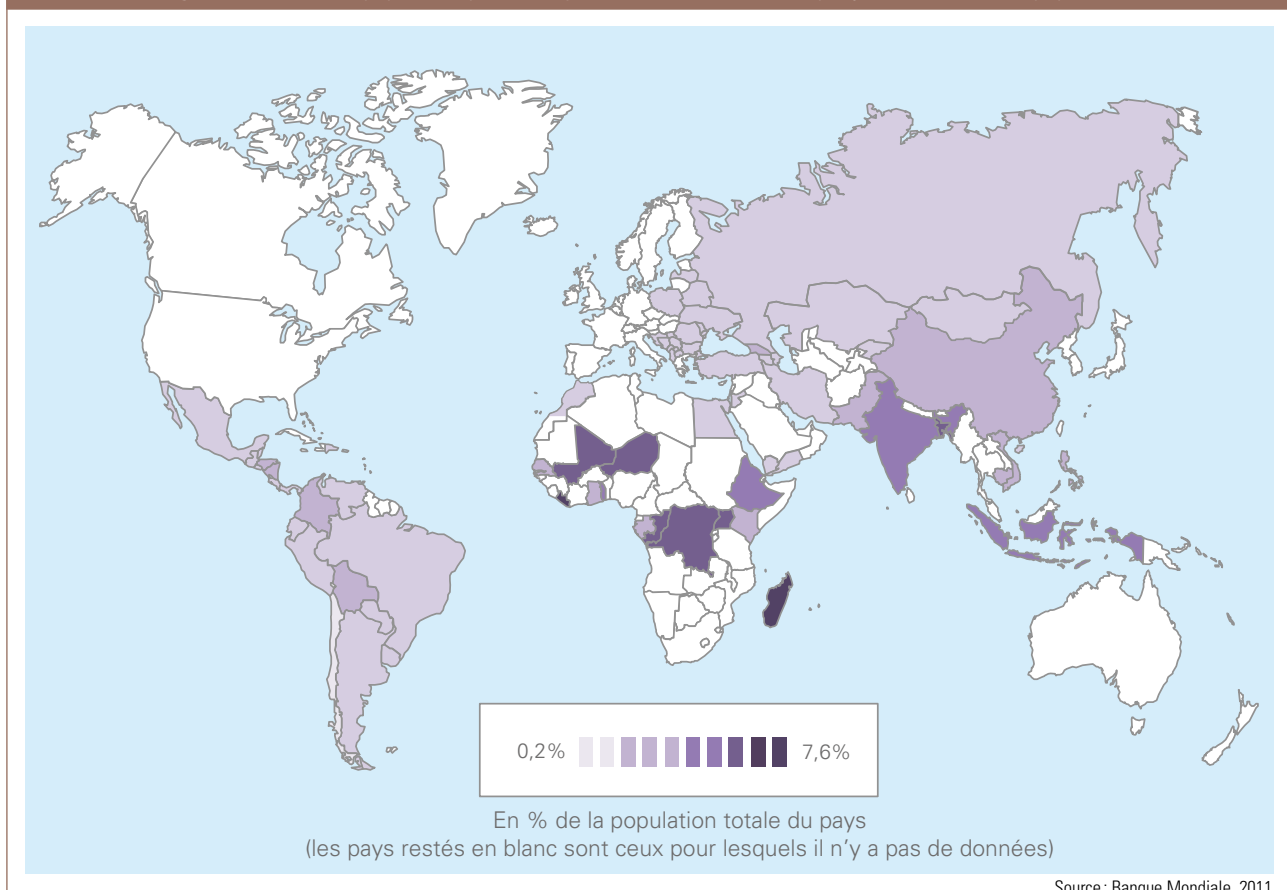 0,2%
7,6%
En % de la population totale du pays
(les pays restés en blanc sont ceux pour lesquels il n'y a pas de données)
Source : Banque Mondiale, 2011